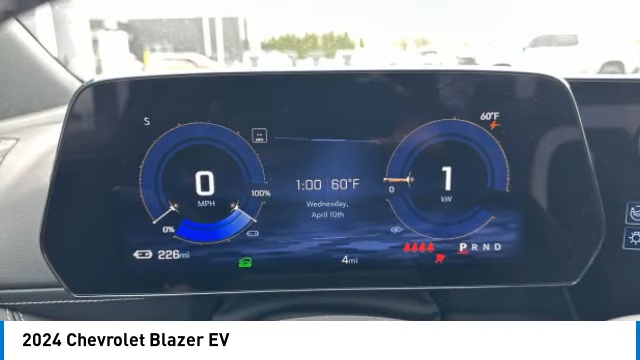 S
60°F
0
MPH
100%
0%
1:00 60°F
Wednesday,
April 10th
0
1
kW
226mi
4mi
P R N D
2024 Chevrolet Blazer EV